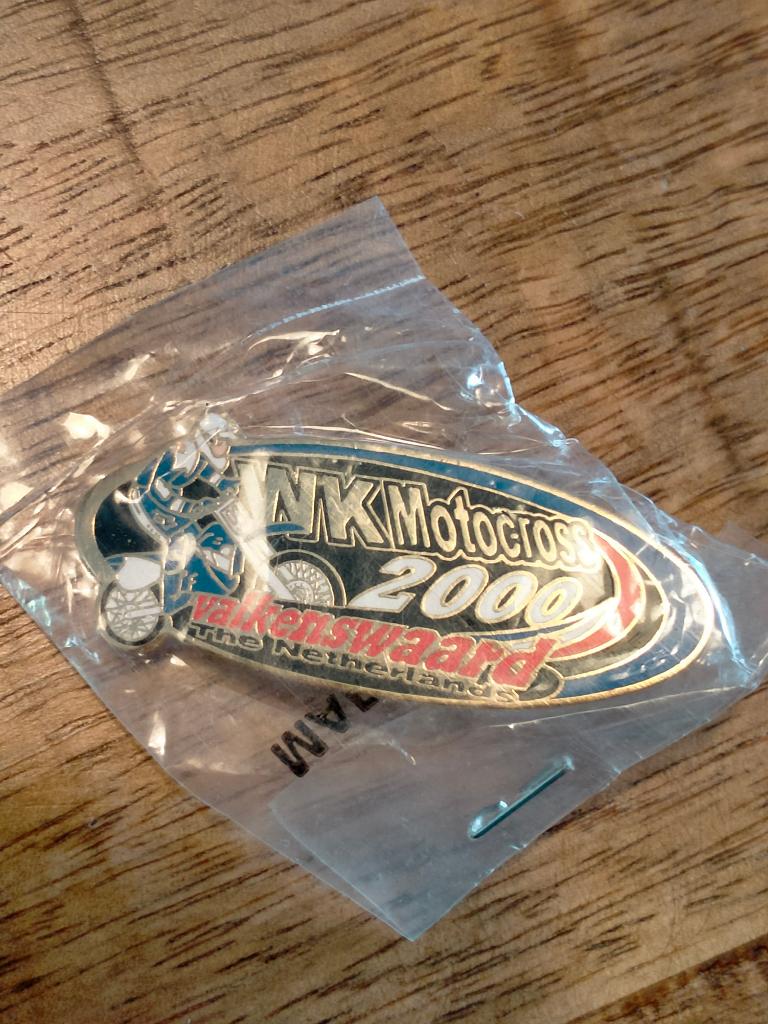 WK Motocross
2000
Valkenswaard
The Netherlands